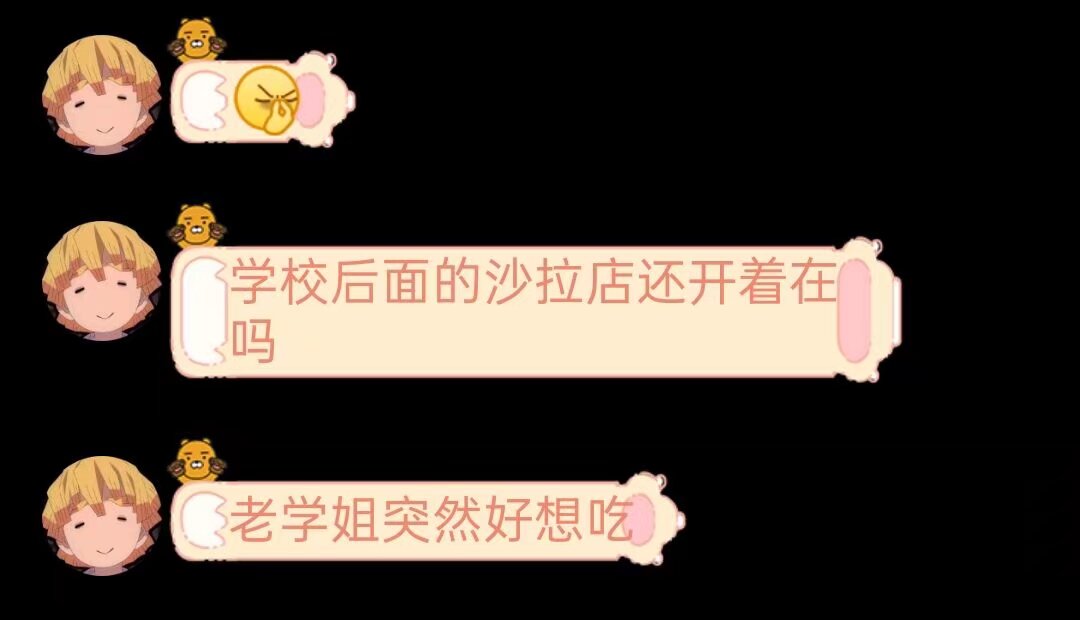 学校后面的沙拉店还开着在
吗
老学姐突然好想吃